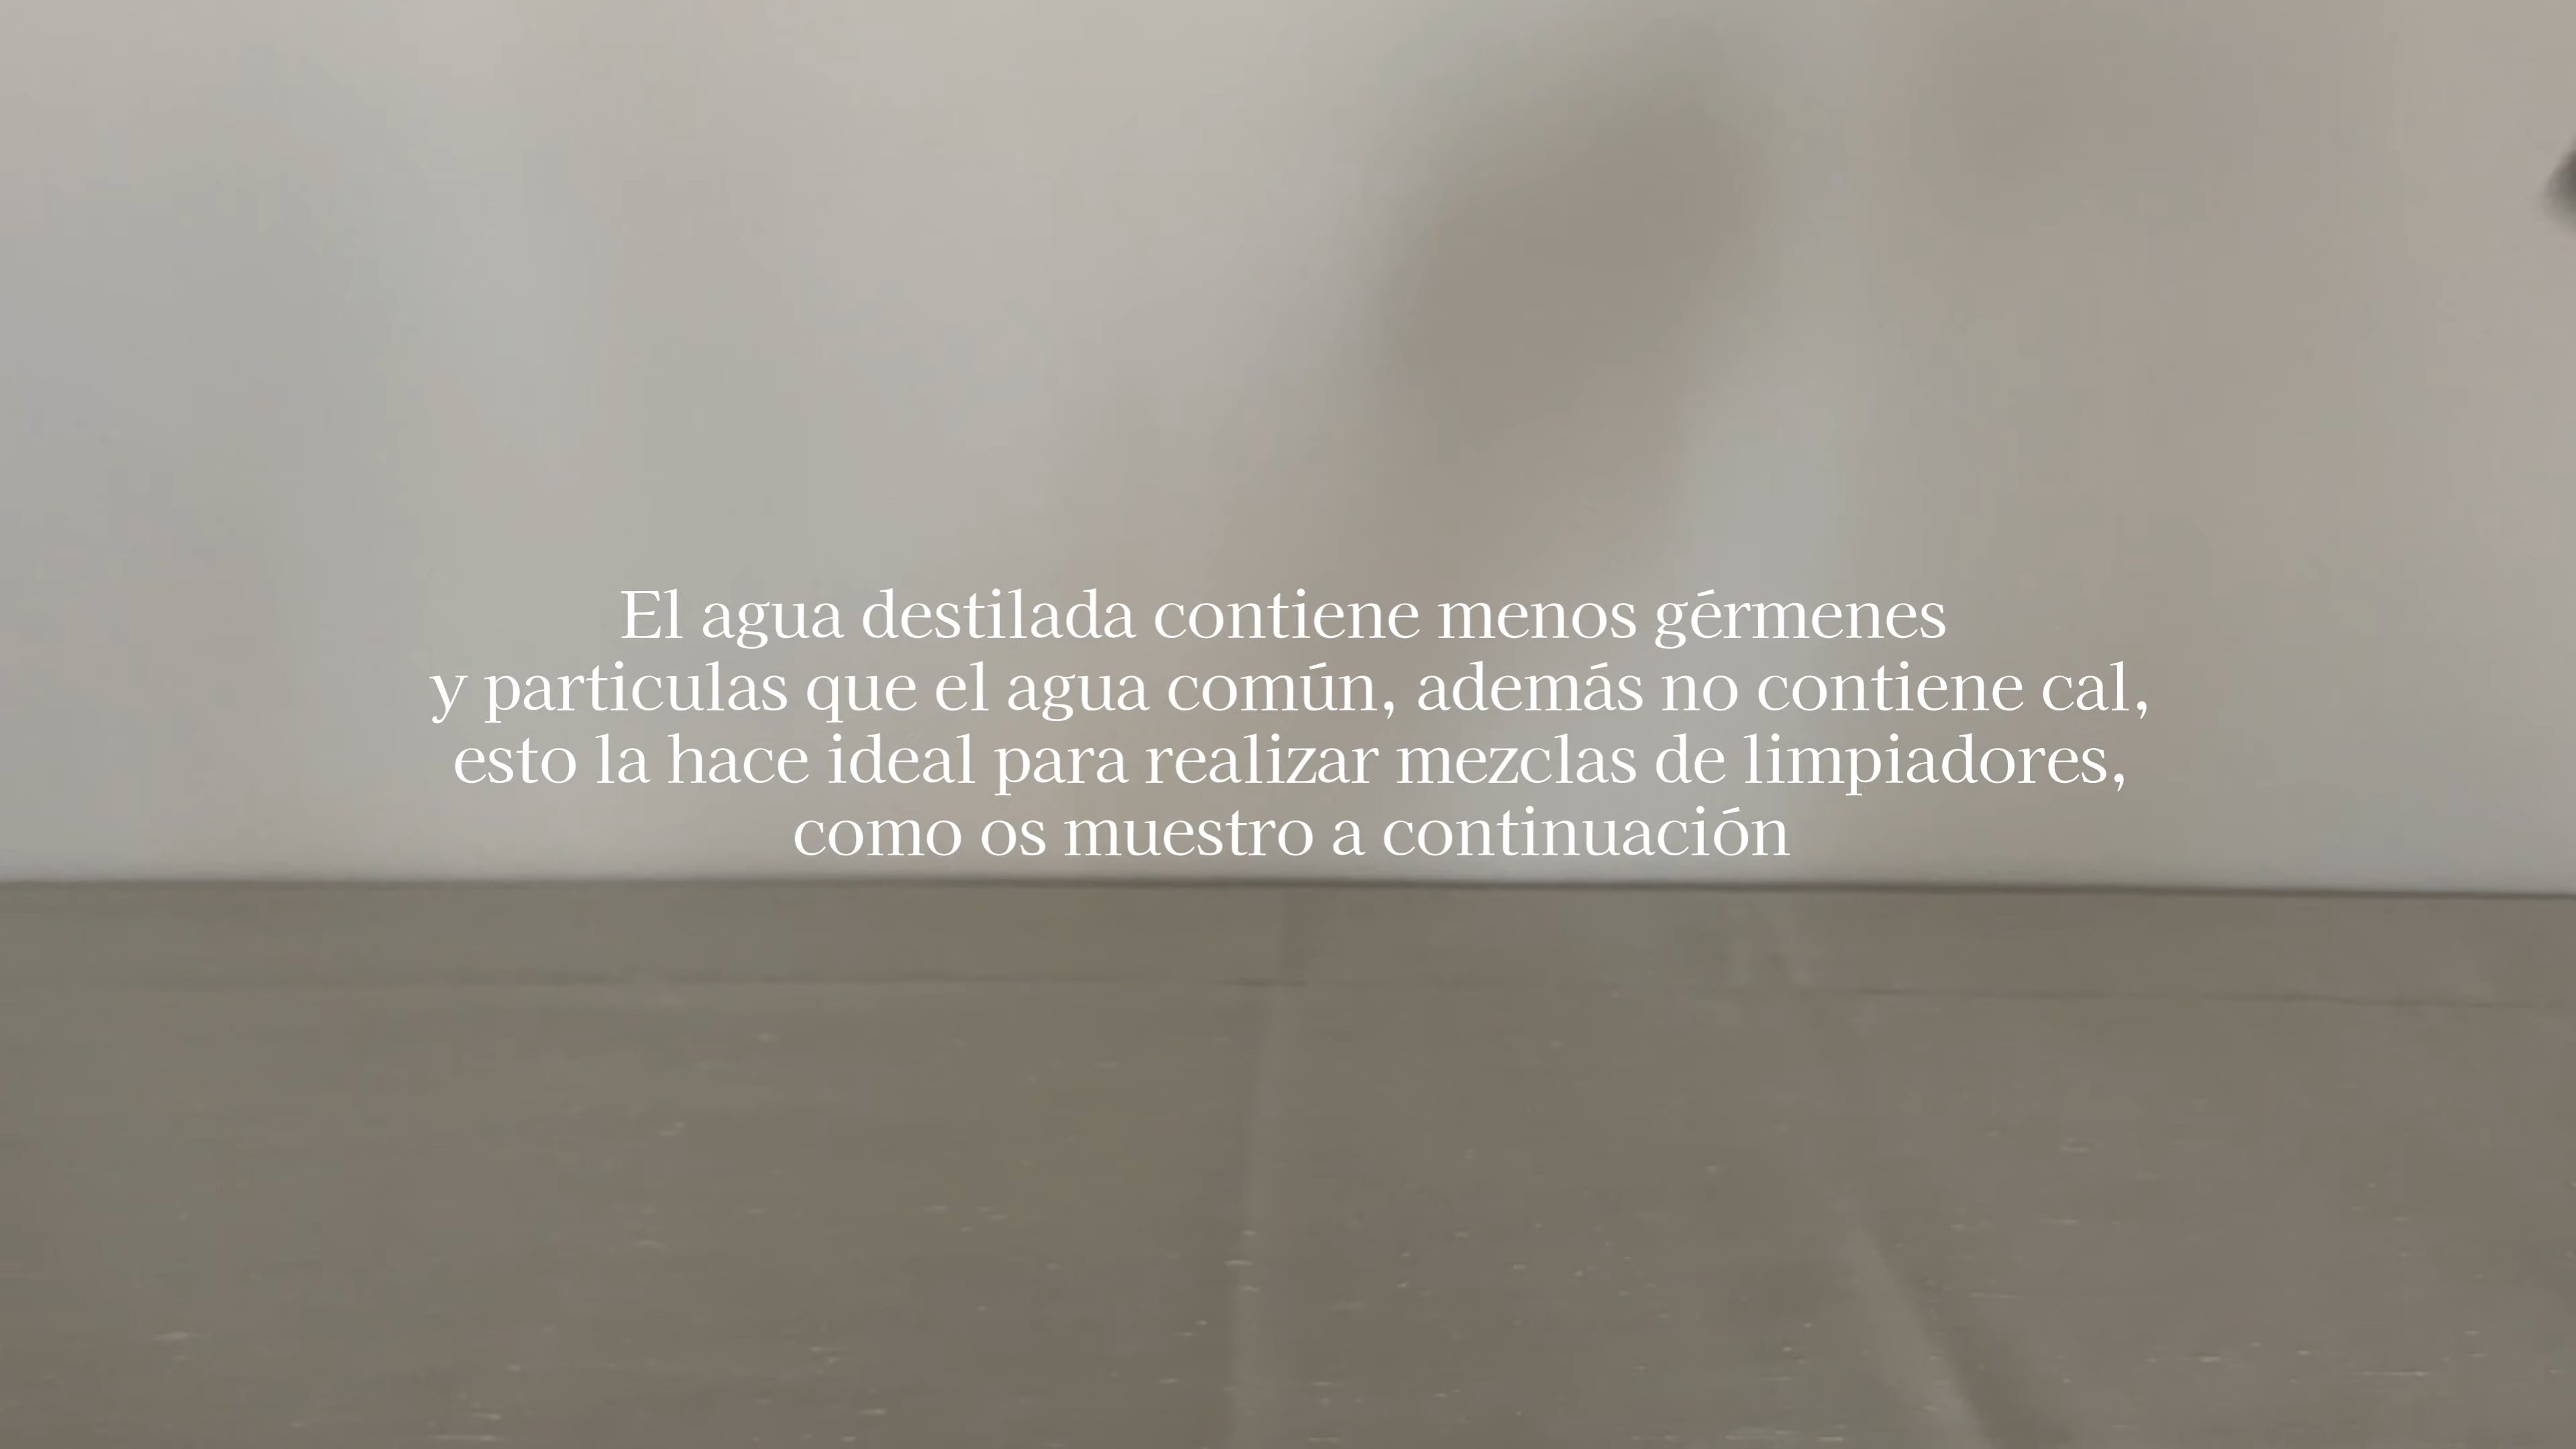 El agua destilada contiene menos gérmenes
y particulas que el agua común, además no contiene cal,
esto la hace ideal para realizar mezclas de limpiadores,
como os muestro a continuación